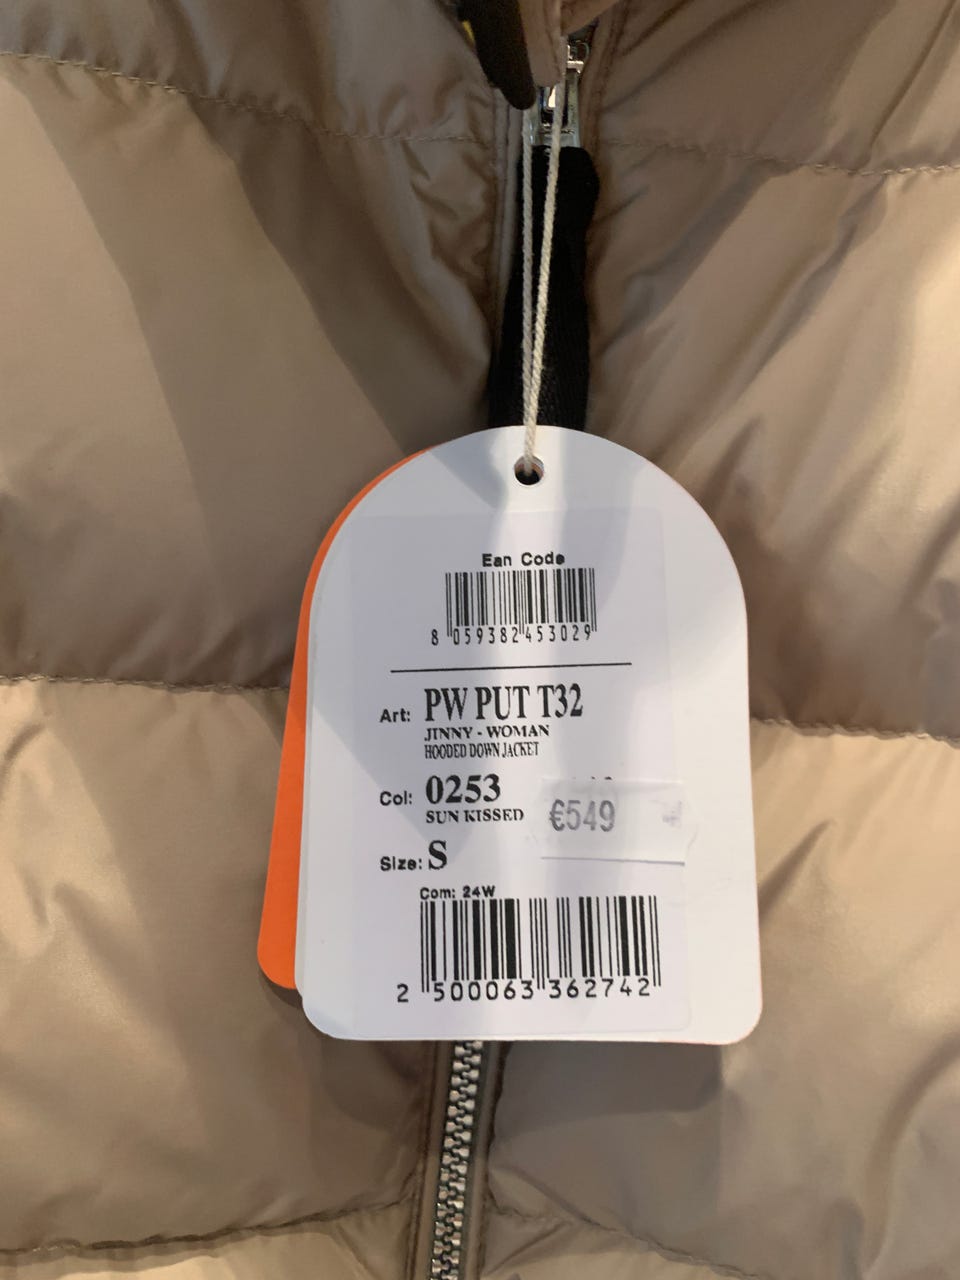 Ean Code
8 059382 453029
Art: PW PUT T32
JINNY - WOMAN
HOODED DOWN JACKET
Col: 0253
SUN KISSED
€549
Size: S
Com: 24W
2 500063 362742